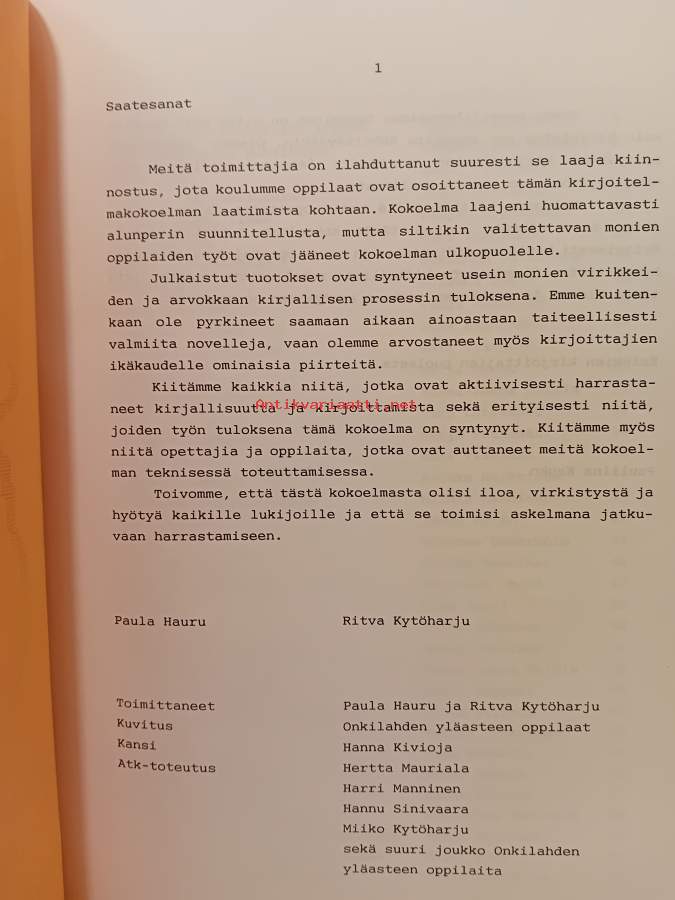 1
Saatesanat
Meitä toimittajia on ilahduttanut suuresti se laaja kiin-
nostus, jota koulumme oppilaat ovat osoittaneet tämän kirjoitel-
makokoelman laatimista kohtaan. Kokoelma laajeni huomattavasti
alunperin suunnitellusta, mutta siltikin valitettavan monien
oppilaiden työt ovat jääneet kokoelman ulkopuolelle.
Julkaistut tuotokset ovat syntyneet usein monien virikkei-
den ja arvokkaan kirjallisen prosessin tuloksena. Emme kuiten-
kaan ole pyrkineet saamaan aikaan ainoastaan taiteellisesti
valmiita novelleja, vaan olemme arvostaneet myös kirjoittajien
ikäkaudelle ominaisia piirteitä.
Kiitämme kaikkia niitä, jotka ovat aktiivisesti harrasta-
neet kirjallisuutta ja kirjoittamista sekä erityisesti niitä,
Antikvariaatti.net
joiden työn tuloksena tämä kokoelma on syntynyt. Kiitämme myös
niitä opettajia ja oppilaita, jotka ovat auttaneet meitä kokoel-
man teknisessä toteuttamisessa.
Toivomme, että tästä kokoelmasta olisi iloa, virkistystä ja
hyötyä kaikille lukijoille ja että se toimisi askelmana jatku-
vaan harrastamiseen.
Paula Hauru Ritva Kytöharju
Toimittaneet Paula Hauru ja Ritva Kytöharju
Kuvitus Onkilahden yläasteen oppilaat
Kansi Hanna Kivioja
Atk-toteutus Hertta Mauriala
Harri Manninen
Hannu Sinivaara
Miiko Kytöharju
sekä suuri joukko Onkilahden
yläasteen oppilaita